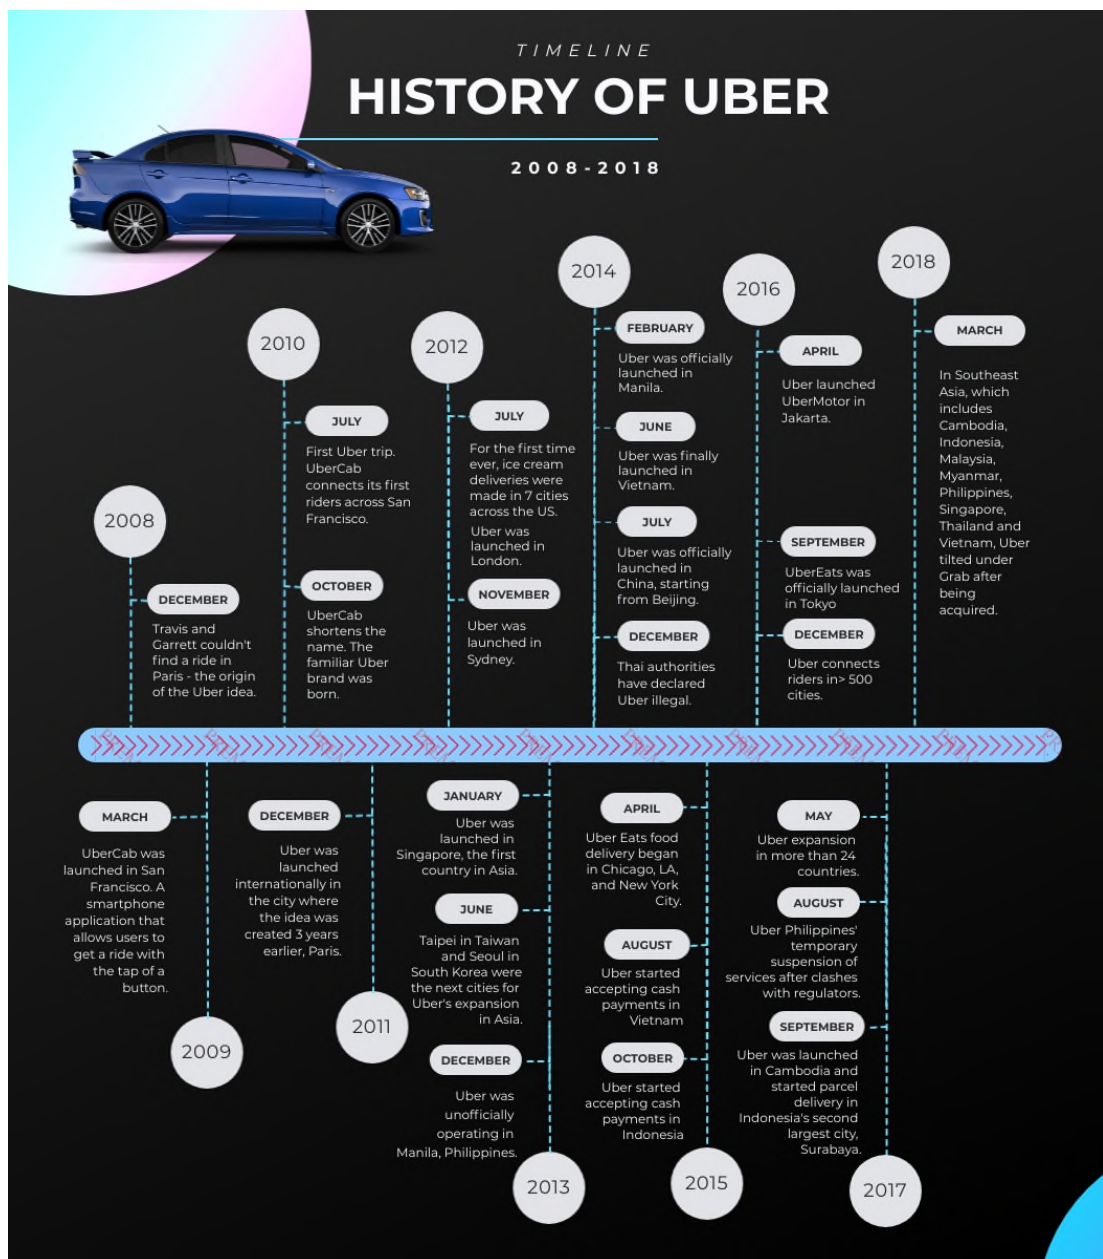 TIMELINE
HISTORY OF UBER
2008-2018
2008
DECEMBER
Travis and
Garrett couldn't
find a ride in
Paris - the origin
of the Uber idea.
2010
JULY
First Uber trip.
UberCab
connects its first
riders across San
Francisco.
OCTOBER
UberCab
shortens the
name. The
familiar Uber
brand was
born.
2012
JULY
For the first time
ever, ice cream
deliveries were
made in 7 cities
across the US.
Uber was
launched in
London.
NOVEMBER
Uber was
launched in
Sydney.
2014
FEBRUARY
Uber was officially
launched in
Manila.
JUNE
Uber was finally
launched in
Vietnam.
JULY
Uber was officially
launched in
China, starting
from Beijing.
DECEMBER
Thai authorities
have declared
Uber illegal.
2016
APRIL
Uber launched
UberMotor in
Jakarta.
SEPTEMBER
UberEats was
officially launched
in Tokyo
DECEMBER
Uber connects
riders in> 500
cities.
2018
MARCH
In Southeast
Asia, which
includes
Cambodia,
Indonesia,
Malaysia,
Myanmar,
Philippines,
Singapore,
Thailand and
Vietnam, Uber
tilted under
Grab after
being
acquired.
MARCH
UberCab was
launched in San
Francisco. A
smartphone
application that
allows users to
get a ride with
the tap of a
button.
2009
DECEMBER
Uber was
launched
internationally in
the city where
the idea was
created 3 years
earlier, Paris.
2011
JANUARY
Uber was
launched in
Singapore, the first
country in Asia.
JUNE
Taipei in Taiwan
and Seoul in
South Korea were
the next cities for
Uber's expansion
in Asia.
DECEMBER
Uber was
unofficially
operating in
Manila, Philippines.
2013
APRIL
Uber Eats food
delivery began
in Chicago, LA,
and New York
City.
AUGUST
Uber started
accepting cash
payments in
Vietnam
OCTOBER
Uber started
accepting cash
payments in
Indonesia
2015
MAY
Uber expansion
in more than 24
countries.
AUGUST
Uber Philippines'
temporary
suspension of
services after clashes
with regulators.
SEPTEMBER
Uber was launched
in Cambodia and
started parcel
delivery in
Indonesia's second
largest city,
Surabaya.
2017